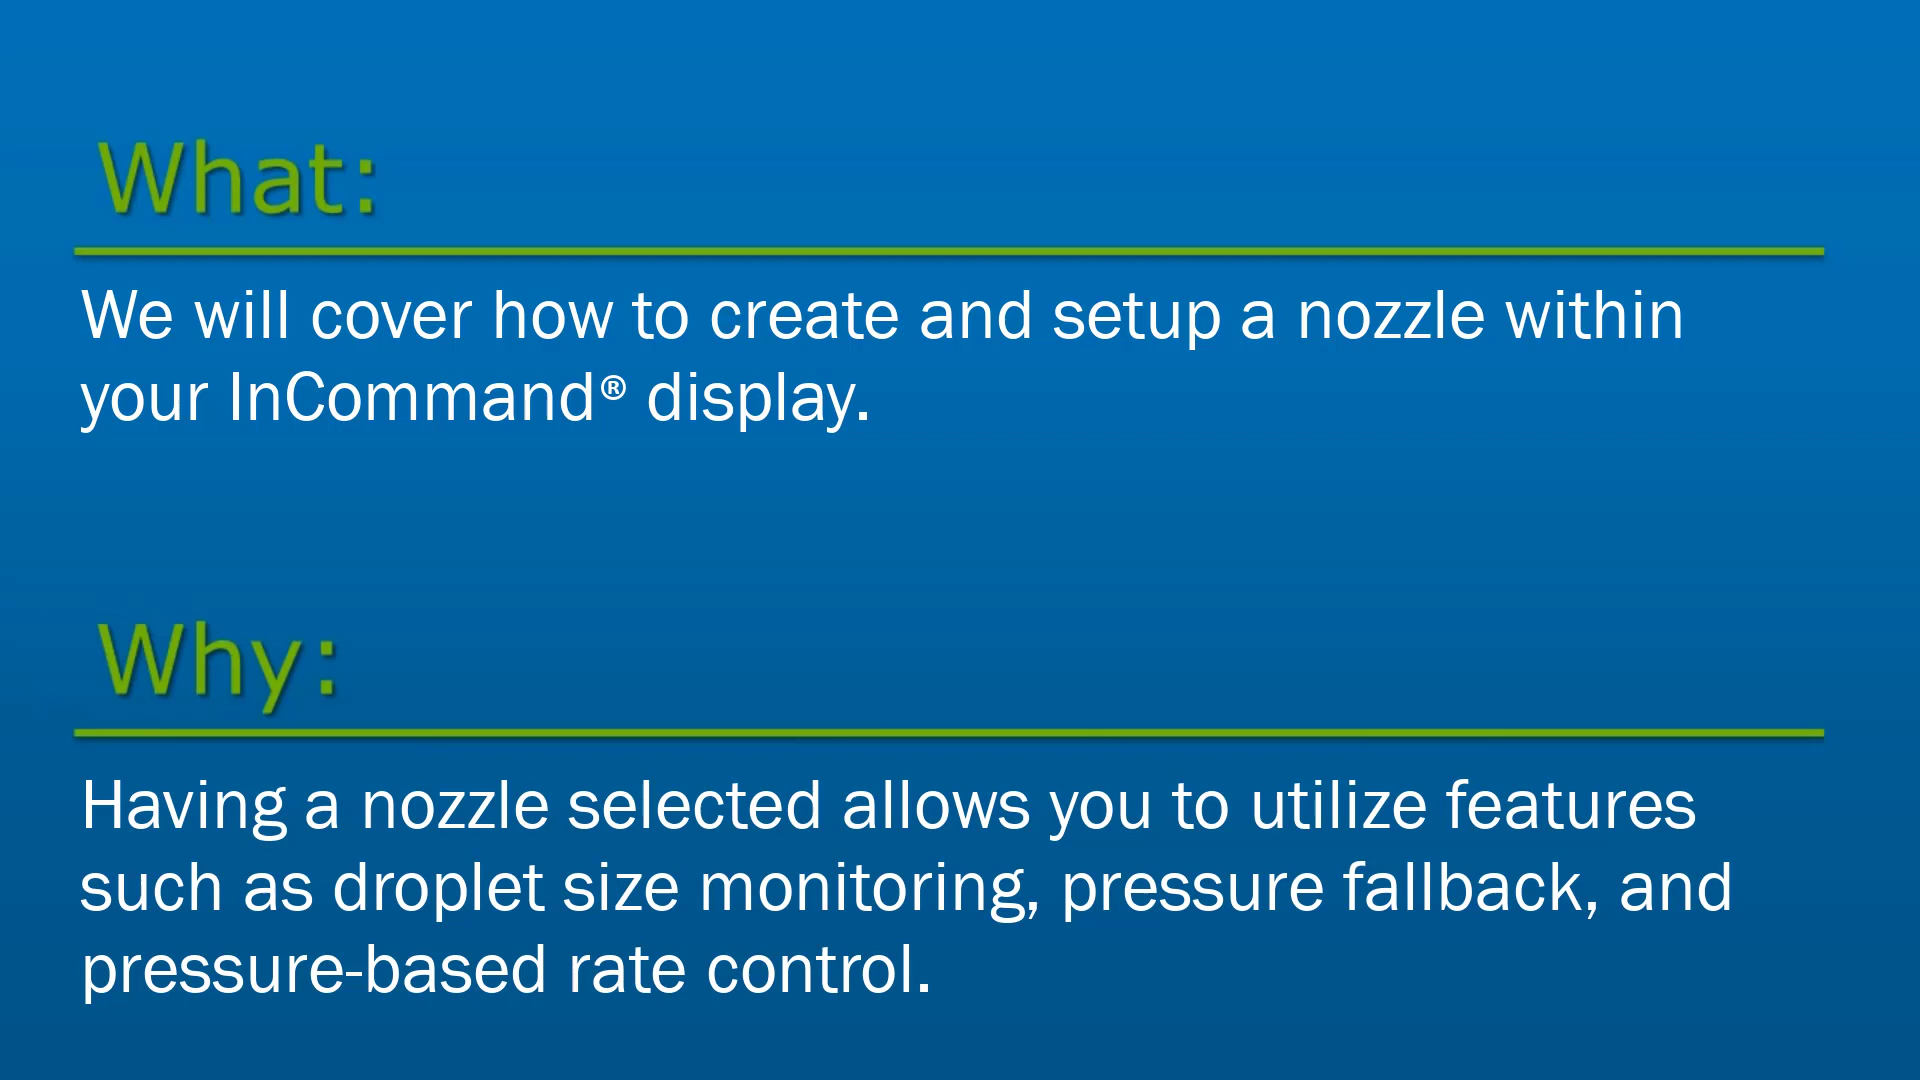 What:
We will cover how to create and setup a nozzle within
your InCommand® display.
Why:
Having a nozzle selected allows you to utilize features
such as droplet size monitoring, pressure fallback, and
pressure-based rate control.